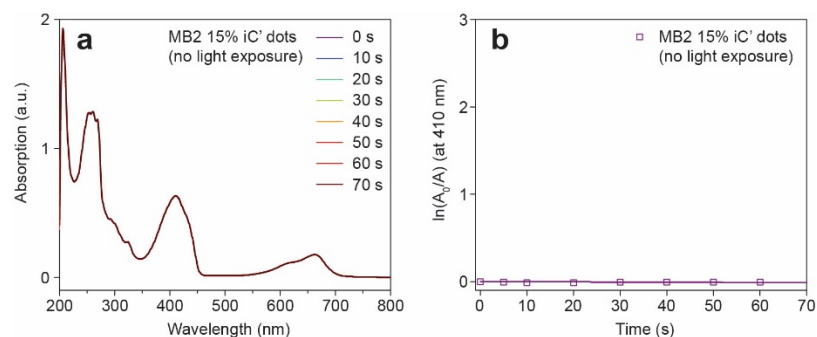 a
MB2 15% iC' dots
(no light exposure)
0 s
10 s
20 s
30 s
40 s
50 s
60 s
70 s
Absorption (a.u.)
2
1
0
200 300 400 500 600 700 800
Wavelength (nm)
b
MB2 15% iC' dots
(no light exposure)
ln(A₀/A) (at 410 nm)
3
2
1
0
0 10 20 30 40 50 60 70
Time (s)